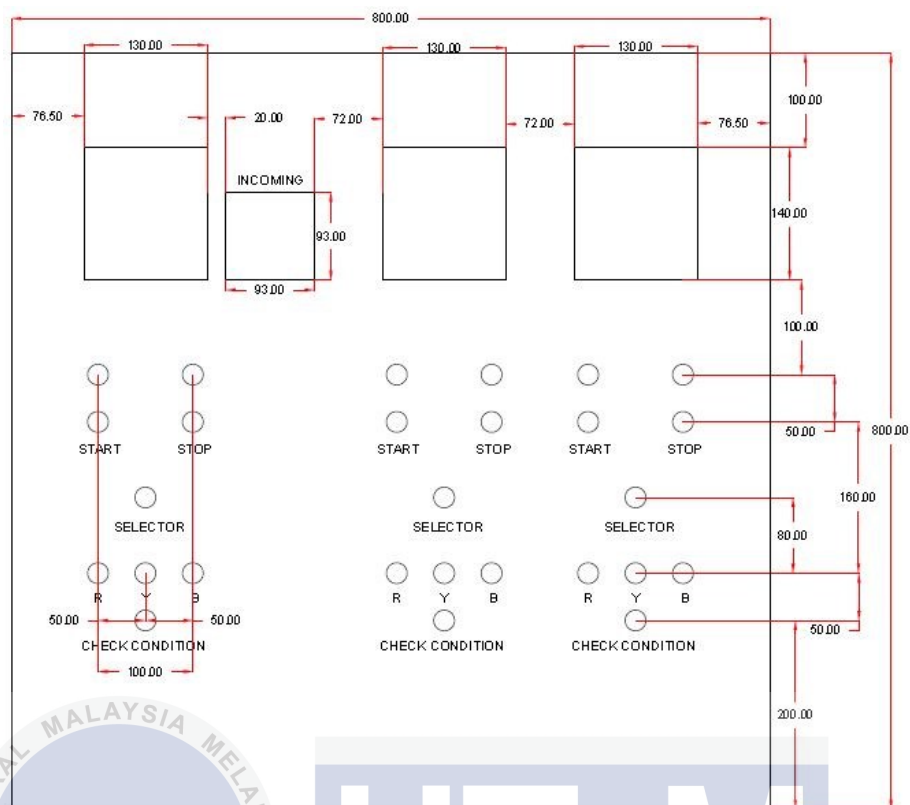 800.00
130.00 130.00 130.00
76.50 20.00 72.00 72.00 76.50 100.00
INCOMING
140.00
93.00
93.00
100.00
800.00
50.00
START STOP START STOP START STOP
160.00
SELECTOR SELECTOR SELECTOR
80.00
R Y B R Y B R Y B
50.00 50.00 50.00
CHECK CONDITION CHECK CONDITION CHECK CONDITION
100.00
200.00
MALAYSIA